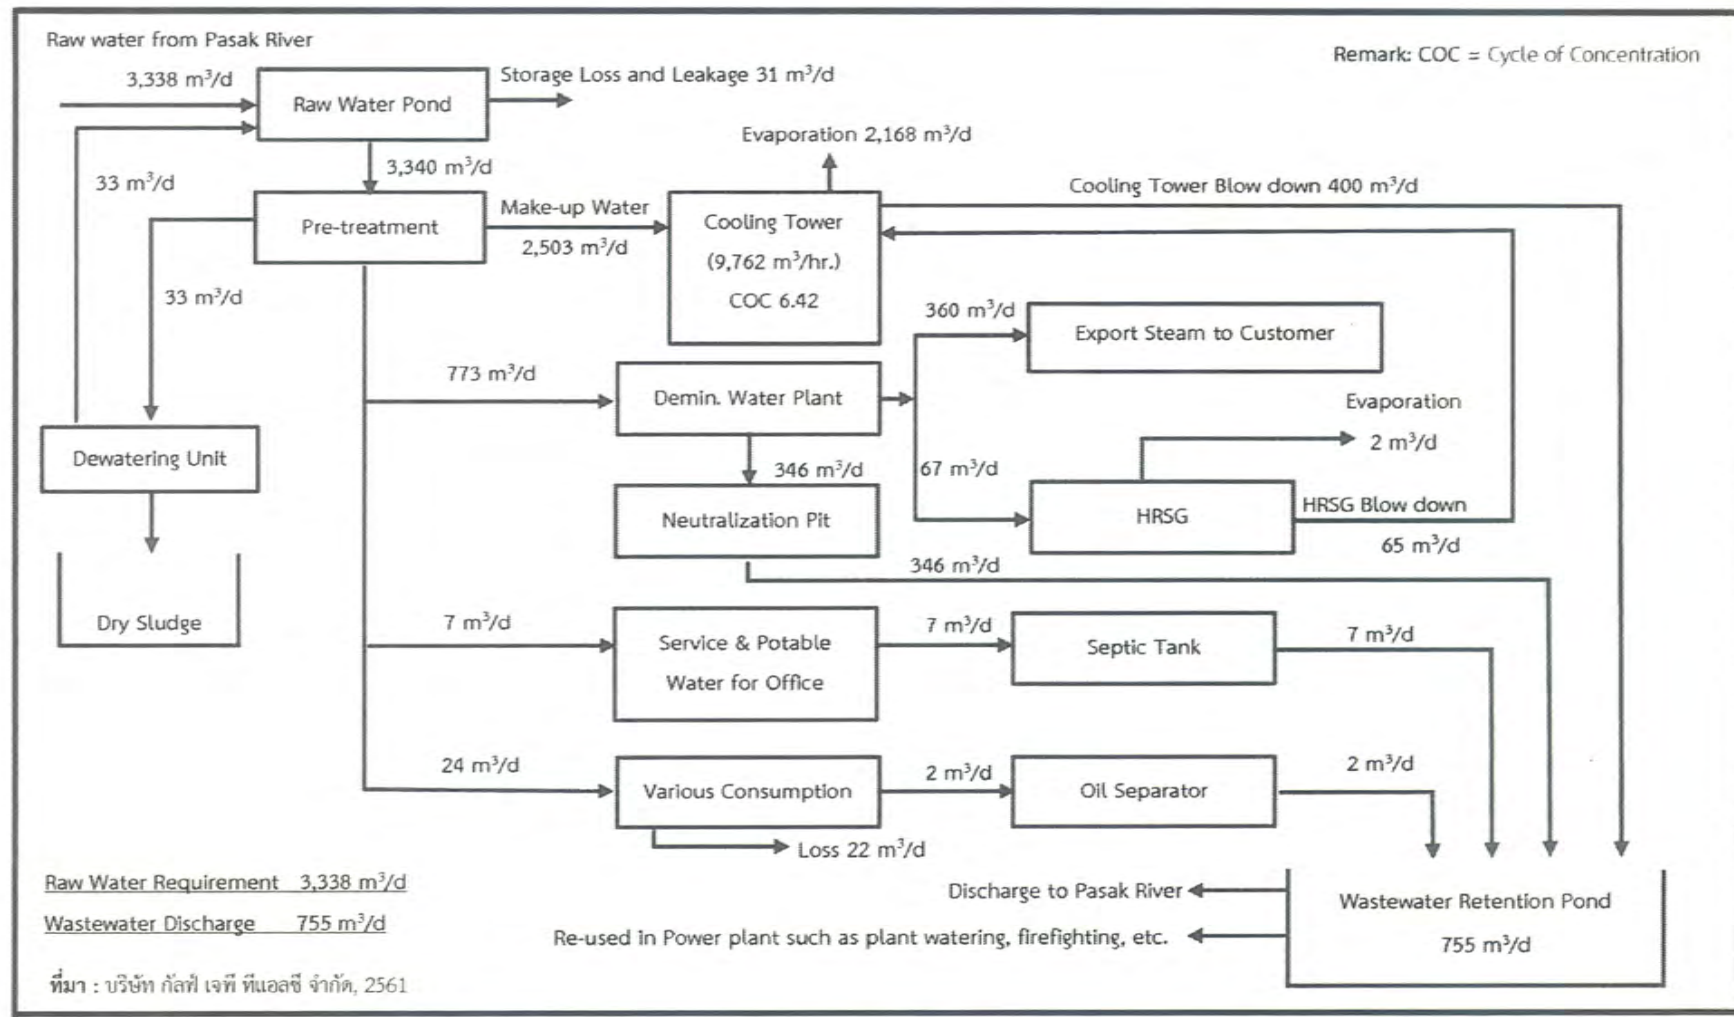 Raw water from Pasak River
Remark: COC = Cycle of Concentration
3,338 m³/d
Raw Water Pond
Storage Loss and Leakage 31 m³/d
33 m³/d
3,340 m³/d
Evaporation 2,168 m³/d
Pre-treatment
Make-up Water
2,503 m³/d
Cooling Tower
(9,762 m³/hr.)
COC 6.42
Cooling Tower Blow down 400 m³/d
33 m³/d
773 m³/d
Demin. Water Plant
360 m³/d
Export Steam to Customer
Evaporation
2 m³/d
Dewatering Unit
346 m³/d
67 m³/d
Neutralization Pit
HRSG
HRSG Blow down
65 m³/d
346 m³/d
Dry Sludge
7 m³/d
Service & Potable
Water for Office
7 m³/d
Septic Tank
7 m³/d
24 m³/d
Various Consumption
2 m³/d
Oil Separator
2 m³/d
Loss 22 m³/d
Raw Water Requirement 3,338 m³/d
Wastewater Discharge 755 m³/d
Discharge to Pasak River
Re-used in Power plant such as plant watering, firefighting, etc.
Wastewater Retention Pond
755 m³/d
ที่มา : บริษัท กัลฟ์ เจพี ทีแอลซี จำกัด, 2561